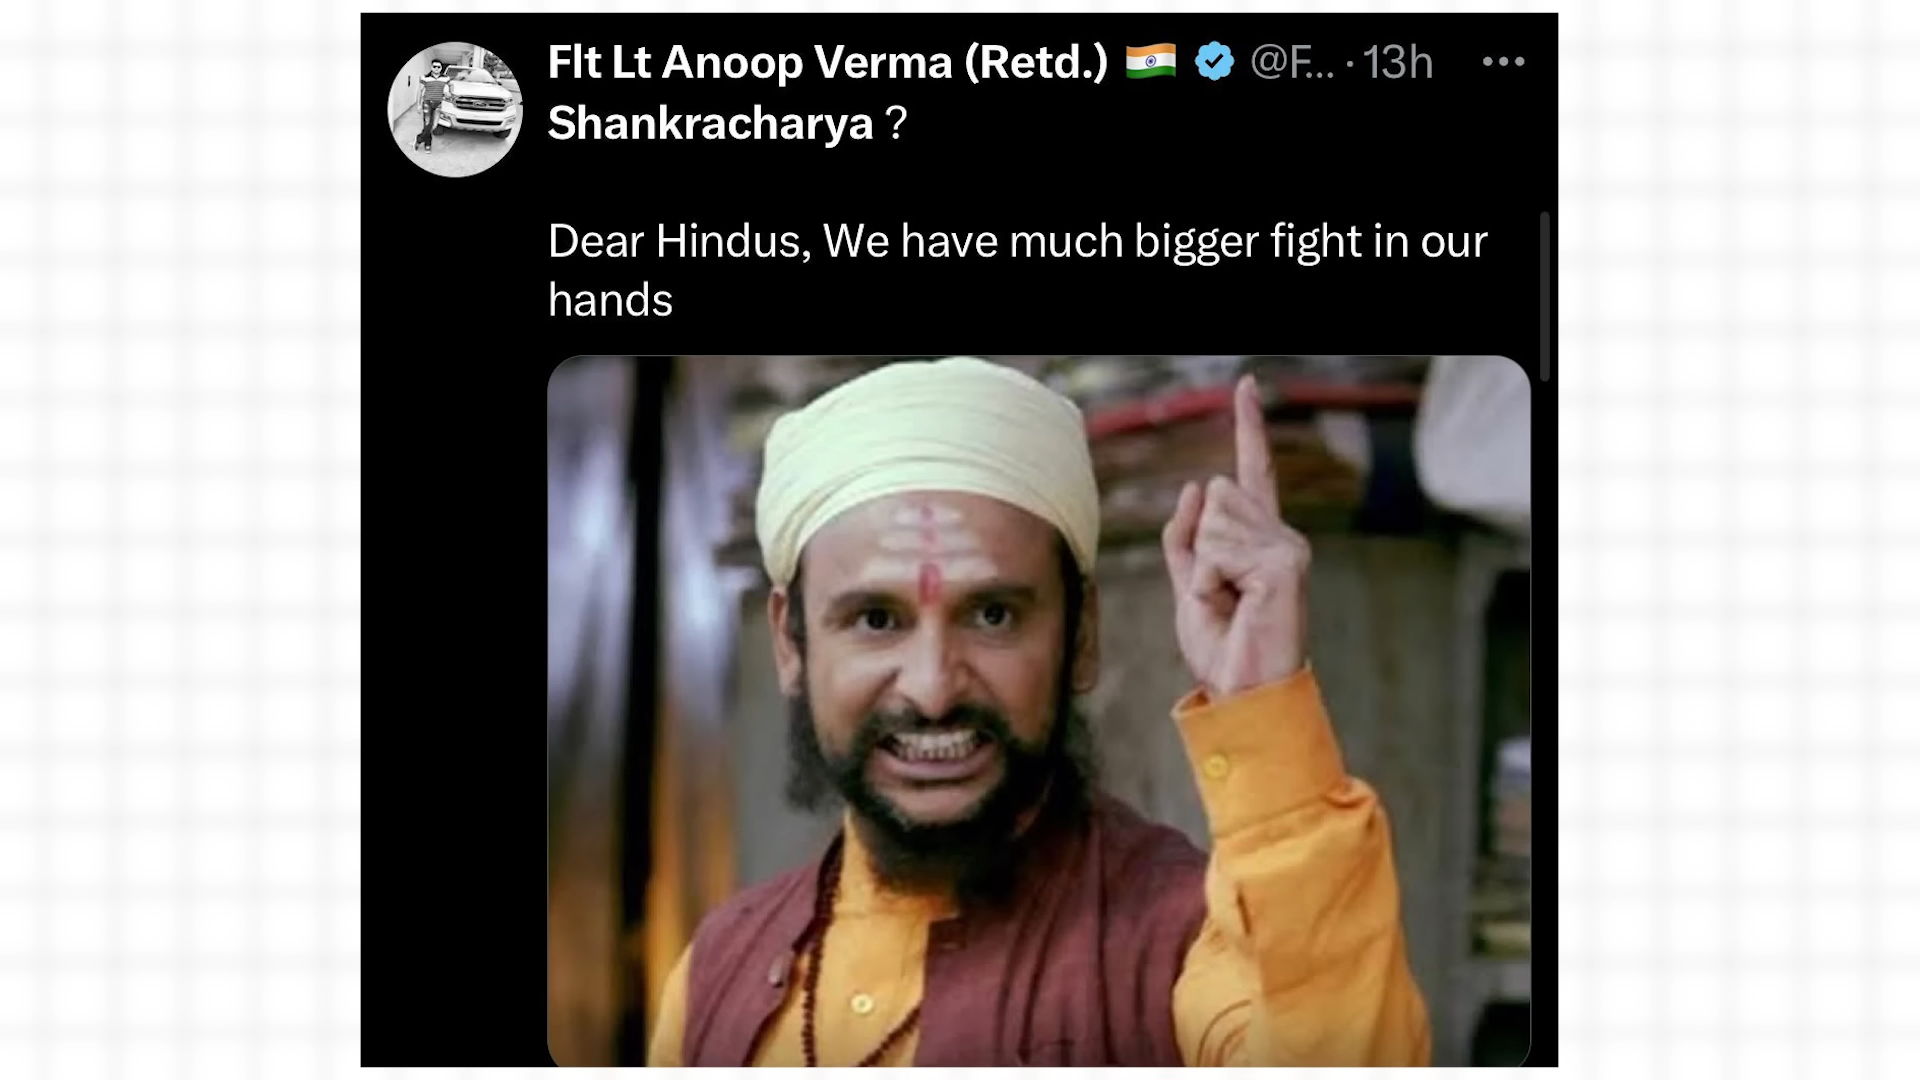 Flt Lt Anoop Verma (Retd.) 🇮🇳 @F... · 13h
Shankracharya ?
Dear Hindus, We have much bigger fight in our
hands